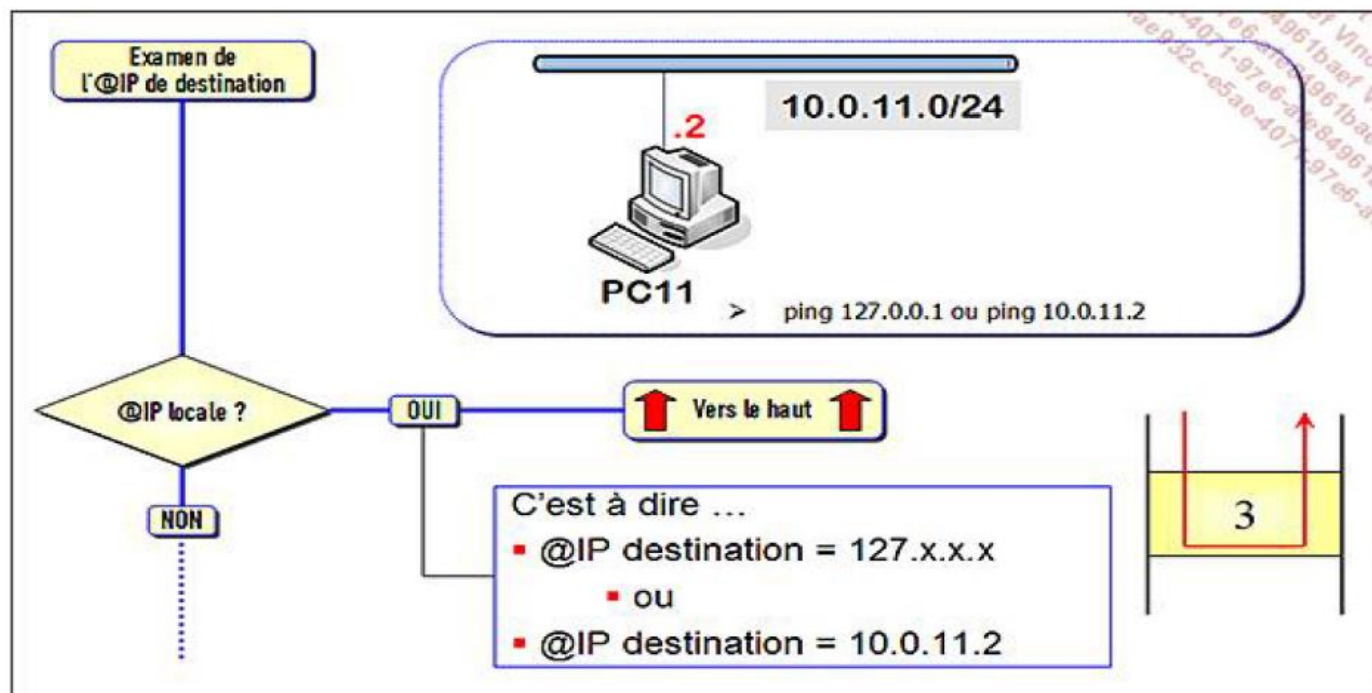 Examen de
l'@IP de destination
10.0.11.0/24
.2
PC11
➢ ping 127.0.0.1 ou ping 10.0.11.2
@IP locale ?
OUI
Vers le haut
NON
C'est à dire ...
▪ @IP destination = 127.x.x.x
▪ ou
▪ @IP destination = 10.0.11.2
3